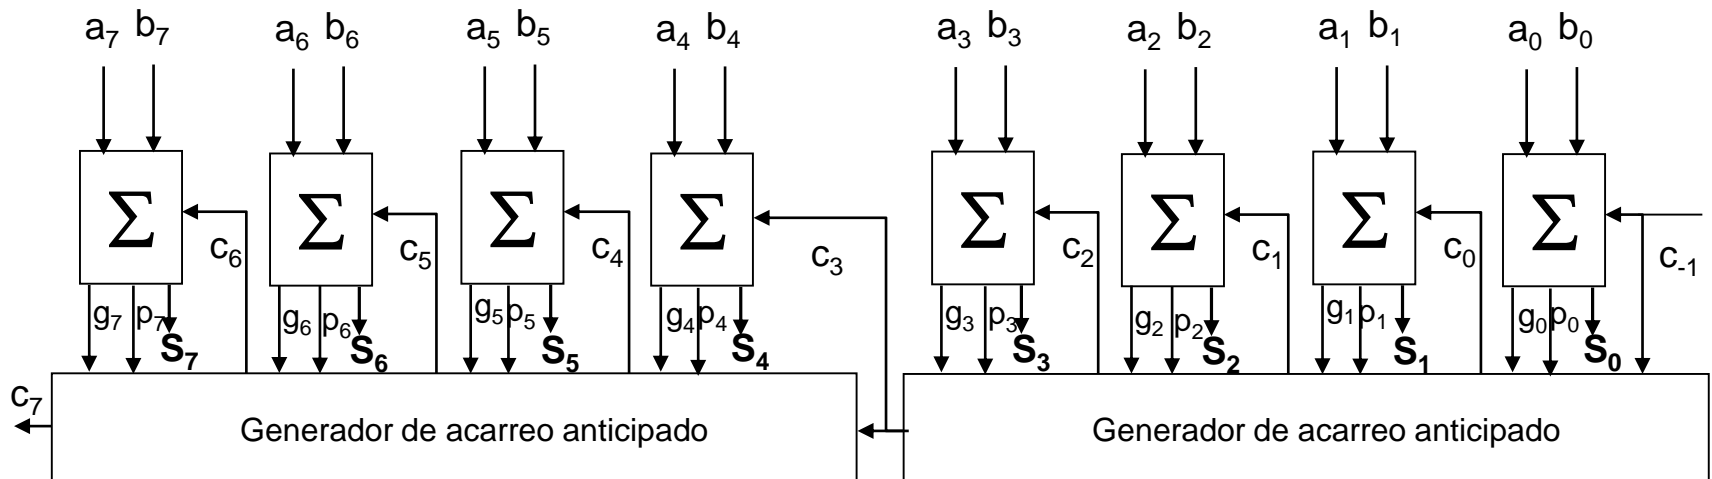 a7 b7 a6 b6 a5 b5 a4 b4 a3 b3 a2 b2 a1 b1 a0 b0
Σ Σ Σ Σ Σ Σ Σ Σ
c6 c5 c4 c3 c2 c1 c0 c-1
g7 p7 g6 p6 g5 p5 g4 p4 g3 p3 g2 p2 g1 p1 g0 p0
S7 S6 S5 S4 S3 S2 S1 S0
c7
Generador de acarreo anticipado Generador de acarreo anticipado